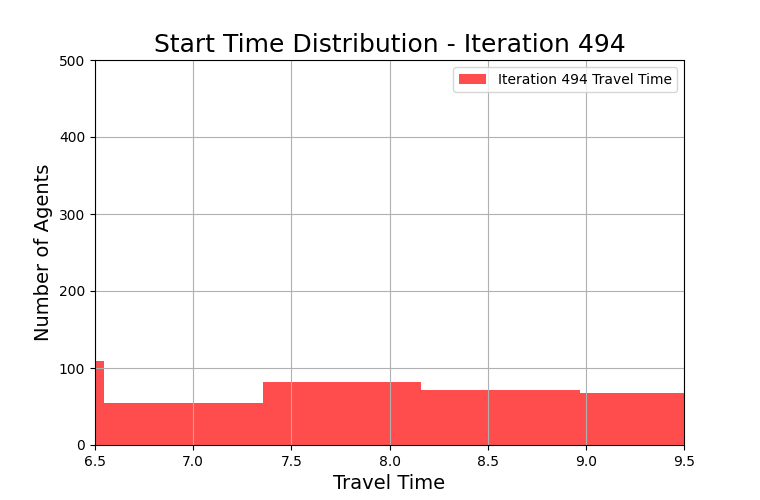 Start Time Distribution - Iteration 494
500
400
300
200
100
0
Number of Agents
Iteration 494 Travel Time
6.5 7.0 7.5 8.0 8.5 9.0 9.5
Travel Time